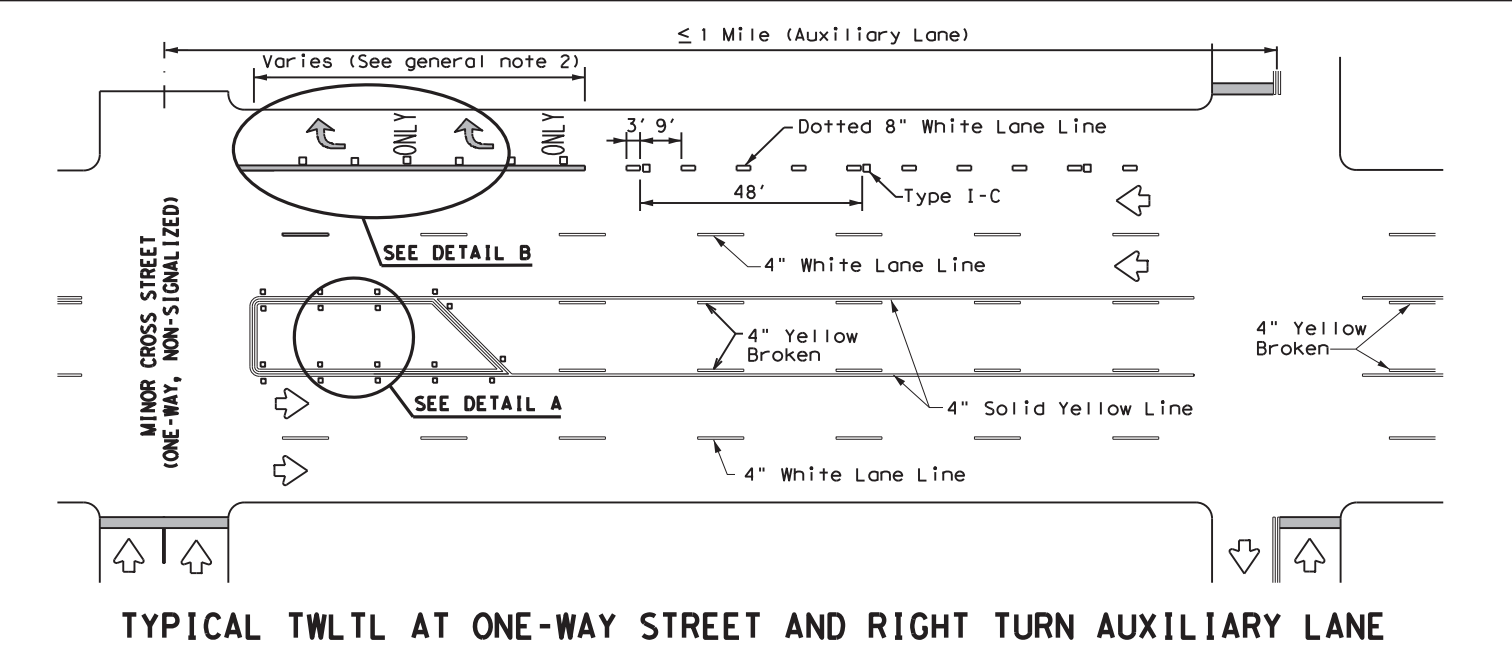 ≤ 1 Mile (Auxiliary Lane)
Varies (See general note 2)
ONLY
ONLY
3' 9'
Dotted 8" White Lane Line
48'
Type I-C
SEE DETAIL B
4" White Lane Line
MINOR CROSS STREET
(ONE-WAY, NON-SIGNALIZED)
4" Yellow
Broken
4" Yellow
Broken
SEE DETAIL A
4" Solid Yellow Line
4" White Lane Line
TYPICAL TWLTL AT ONE-WAY STREET AND RIGHT TURN AUXILIARY LANE